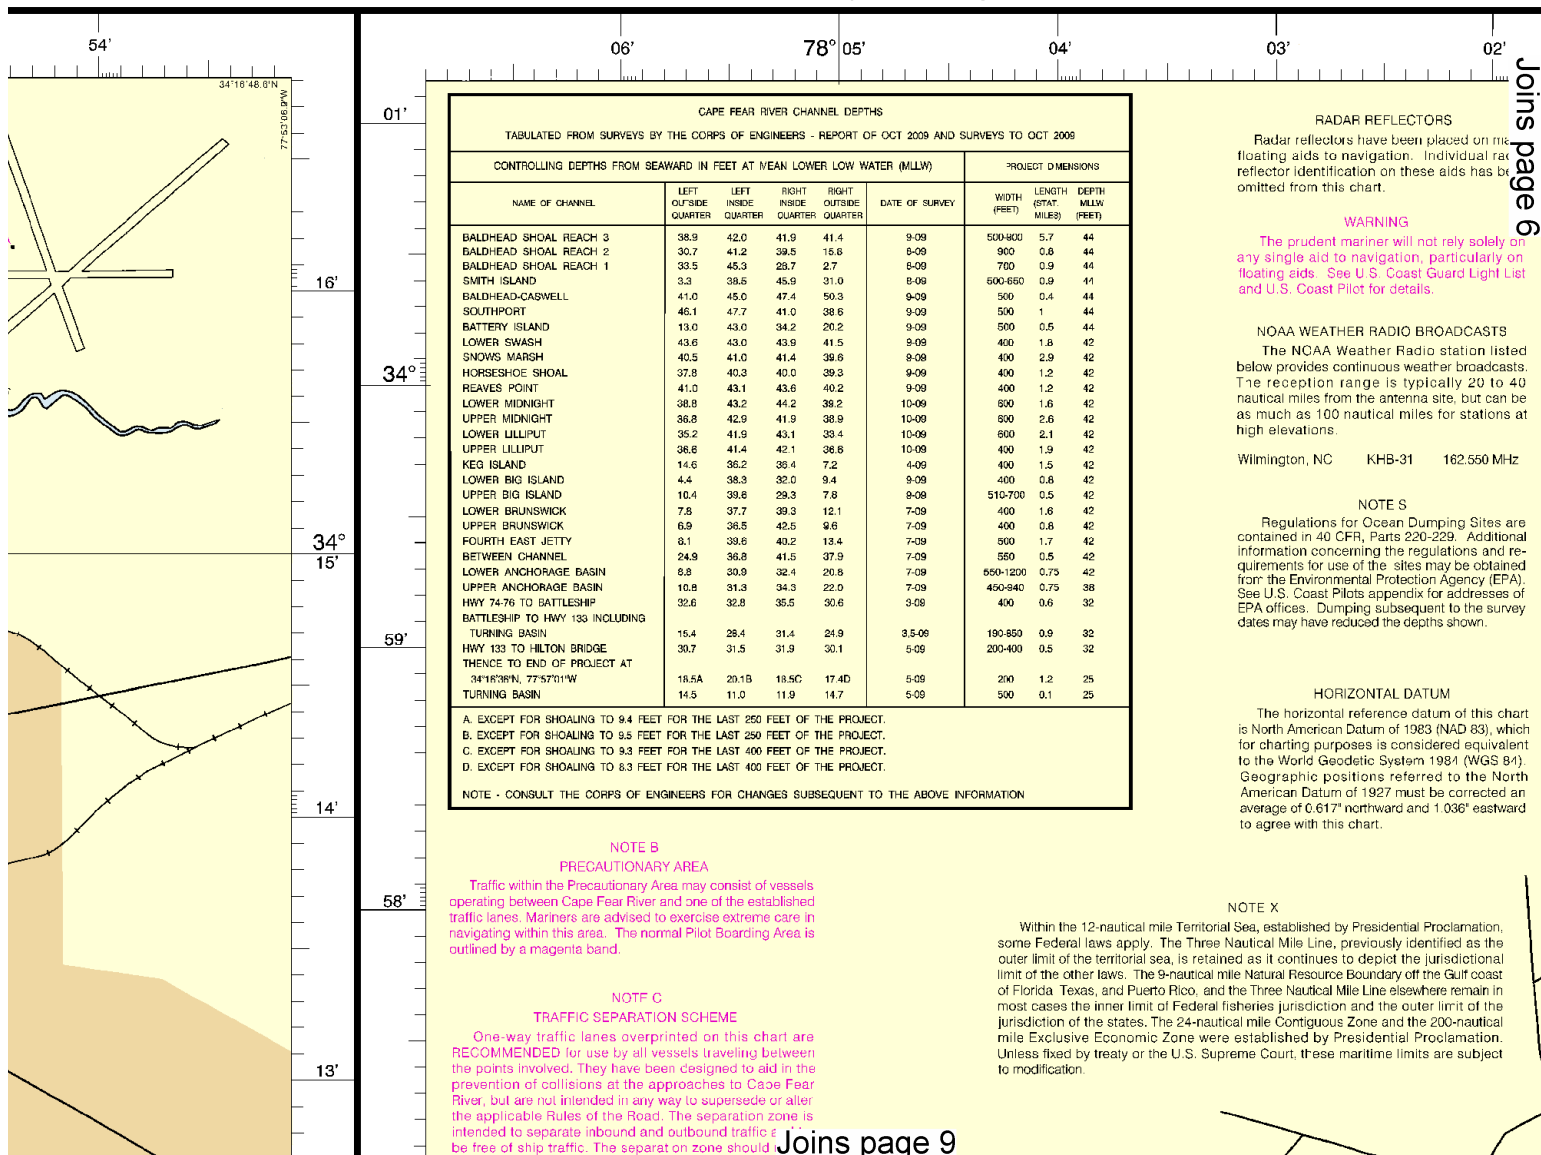 54'
06'
78° 05'
04'
03'
02'
34°16'48.6"N
77°53'06.9"W
01'
16'
34°
34°
15'
59'
14'
58'
13'
Joins page 6
CAPE FEAR RIVER CHANNEL DEPTHS
TABULATED FROM SURVEYS BY THE CORPS OF ENGINEERS - REPORT OF OCT 2009 AND SURVEYS TO OCT 2009
CONTROLLING DEPTHS FROM SEAWARD IN FEET AT MEAN LOWER LOW WATER (MLLW) PROJECT DIMENSIONS
NAME OF CHANNEL LEFT OUTSIDE QUARTER LEFT INSIDE QUARTER RIGHT INSIDE QUARTER RIGHT OUTSIDE QUARTER DATE OF SURVEY WIDTH (FEET) LENGTH (STAT. MILES) DEPTH MLLW (FEET)
BALDHEAD SHOAL REACH 3 38.9 42.0 41.9 41.4 9-09 500-900 5.7 44
BALDHEAD SHOAL REACH 2 30.7 41.2 39.5 15.6 8-09 900 0.8 44
BALDHEAD SHOAL REACH 1 33.5 45.3 28.7 2.7 8-09 700 0.9 44
SMITH ISLAND 3.3 38.5 45.9 31.0 8-09 500-650 0.9 44
BALDHEAD-CASWELL 41.0 45.0 47.4 50.3 9-09 500 0.4 44
SOUTHPORT 46.1 47.7 41.0 38.6 9-09 500 1 44
BATTERY ISLAND 13.0 43.0 34.2 20.2 9-09 500 0.5 44
LOWER SWASH 43.6 43.0 43.9 41.5 9-09 400 1.8 42
SNOWS MARSH 40.5 41.0 41.4 39.6 9-09 400 2.9 42
HORSESHOE SHOAL 37.8 40.3 40.0 39.3 9-09 400 1.2 42
REAVES POINT 41.0 43.1 43.6 40.2 9-09 400 1.2 42
LOWER MIDNIGHT 38.8 43.2 44.2 39.2 10-09 600 1.6 42
UPPER MIDNIGHT 36.8 42.9 41.9 38.9 10-09 600 2.6 42
LOWER LILLIPUT 35.2 41.9 43.1 33.4 10-09 600 2.1 42
UPPER LILLIPUT 36.6 41.4 42.1 36.6 10-09 400 1.9 42
KEG ISLAND 14.6 36.2 36.4 7.2 4-09 400 1.5 42
LOWER BIG ISLAND 4.4 38.3 32.0 9.4 9-09 400 0.8 42
UPPER BIG ISLAND 10.4 39.6 29.3 7.8 9-09 510-700 0.5 42
LOWER BRUNSWICK 7.8 37.7 39.3 12.1 7-09 400 1.6 42
UPPER BRUNSWICK 6.9 36.5 42.5 9.6 7-09 400 0.8 42
FOURTH EAST JETTY 8.1 39.6 40.2 13.4 7-09 500 1.7 42
BETWEEN CHANNEL 24.9 36.8 41.5 37.9 7-09 550 0.5 42
LOWER ANCHORAGE BASIN 8.8 30.9 32.4 20.8 7-09 550-1200 0.75 42
UPPER ANCHORAGE BASIN 10.8 31.3 34.3 22.0 7-09 450-940 0.75 38
HWY 74-76 TO BATTLESHIP 32.6 32.8 35.5 30.6 3-09 400 0.6 32
BATTLESHIP TO HWY 133 INCLUDING
TURNING BASIN 15.4 28.4 31.4 24.9 3,5-09 190-850 0.9 32
HWY 133 TO HILTON BRIDGE 30.7 31.5 31.9 30.1 5-09 200-400 0.5 32
THENCE TO END OF PROJECT AT
34°16'36"N, 77°57'01"W 18.5A 20.1B 18.5C 17.4D 5-09 200 1.2 25
TURNING BASIN 14.5 11.0 11.9 14.7 5-09 500 0.1 25
A. EXCEPT FOR SHOALING TO 9.4 FEET FOR THE LAST 250 FEET OF THE PROJECT.
B. EXCEPT FOR SHOALING TO 9.5 FEET FOR THE LAST 250 FEET OF THE PROJECT.
C. EXCEPT FOR SHOALING TO 9.3 FEET FOR THE LAST 400 FEET OF THE PROJECT.
D. EXCEPT FOR SHOALING TO 8.3 FEET FOR THE LAST 400 FEET OF THE PROJECT.
NOTE - CONSULT THE CORPS OF ENGINEERS FOR CHANGES SUBSEQUENT TO THE ABOVE INFORMATION
NOTE B
PRECAUTIONARY AREA
Traffic within the Precautionary Area may consist of vessels
operating between Cape Fear River and one of the established
traffic lanes. Mariners are advised to exercise extreme care in
navigating within this area. The normal Pilot Boarding Area is
outlined by a magenta band.
NOTE C
TRAFFIC SEPARATION SCHEME
One-way traffic lanes overprinted on this chart are
RECOMMENDED for use by all vessels traveling between
the points involved. They have been designed to aid in the
prevention of collisions at the approaches to Cape Fear
River, but are not intended in any way to supersede or alter
the applicable Rules of the Road. The separation zone is
intended to separate inbound and outbound traffic
be free of ship traffic. The separation zone should
Joins page 9
RADAR REFLECTORS
Radar reflectors have been placed on
floating aids to navigation. Individual
reflector identification on these aids has
omitted from this chart.
WARNING
The prudent mariner will not rely solely on
any single aid to navigation, particularly on
floating aids. See U.S. Coast Guard Light List
and U.S. Coast Pilot for details.
NOAA WEATHER RADIO BROADCASTS
The NOAA Weather Radio station listed
below provides continuous weather broadcasts.
The reception range is typically 20 to 40
nautical miles from the antenna site, but can be
as much as 100 nautical miles for stations at
high elevations.
Wilmington, NC KHB-31 162.550 MHz
NOTE S
Regulations for Ocean Dumping Sites are
contained in 40 CFR, Parts 220-229. Additional
information concerning the regulations and re-
quirements for use of the sites may be obtained
from the Environmental Protection Agency (EPA).
See U.S. Coast Pilots appendix for addresses of
EPA offices. Dumping subsequent to the survey
dates may have reduced the depths shown.
HORIZONTAL DATUM
The horizontal reference datum of this chart
is North American Datum of 1983 (NAD 83), which
for charting purposes is considered equivalent
to the World Geodetic System 1984 (WGS 84).
Geographic positions referred to the North
American Datum of 1927 must be corrected an
average of 0.617" northward and 1.036" eastward
to agree with this chart.
NOTE X
Within the 12-nautical mile Territorial Sea, established by Presidential Proclamation,
some Federal laws apply. The Three Nautical Mile Line, previously identified as the
outer limit of the territorial sea, is retained as it continues to depict the jurisdictional
limit of the other laws. The 9-nautical mile Natural Resource Boundary off the Gulf coast
of Florida, Texas, and Puerto Rico, and the Three Nautical Mile Line elsewhere remain in
most cases the inner limit of Federal fisheries jurisdiction and the outer limit of the
jurisdiction of the states. The 24-nautical mile Contiguous Zone and the 200-nautical
mile Exclusive Economic Zone were established by Presidential Proclamation.
Unless fixed by treaty or the U.S. Supreme Court, these maritime limits are subject
to modification.